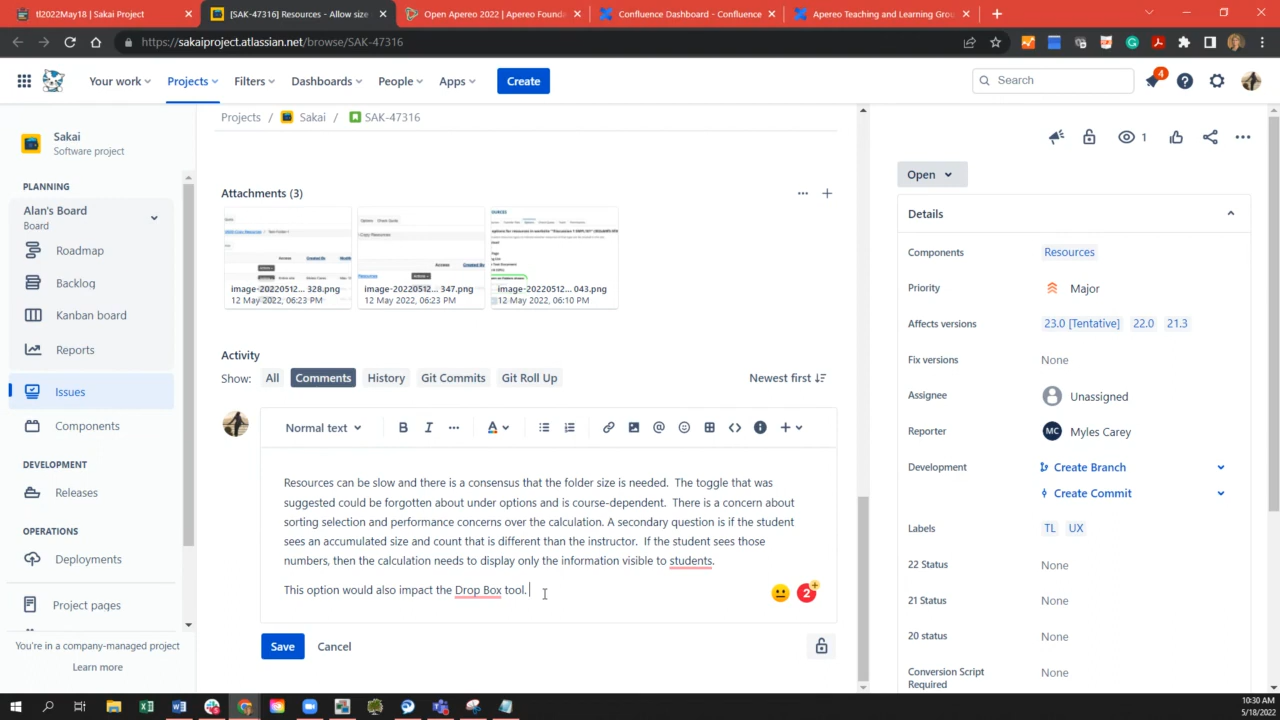 tl2022May18 | Sakai Project
[SAK-47316] Resources - Allow size
Open Apereo 2022 | Apereo Founda
Confluence Dashboard - Confluence
Apereo Teaching and Learning Grou
https://sakaiproject.atlassian.net/browse/SAK-47316
Your work
Projects
Filters
Dashboards
People
Apps
Create
Search
4
Sakai
Software project
PLANNING
Alan's Board
Board
Roadmap
Backlog
Kanban board
Reports
Issues
Components
DEVELOPMENT
Releases
OPERATIONS
Deployments
Project pages
You're in a company-managed project
Learn more
Projects / Sakai / SAK-47316
Attachments (3)
image-20220512... 328.png
12 May 2022, 06:23 PM
image-20220512... 347.png
12 May 2022, 06:23 PM
image-20220512... 043.png
12 May 2022, 06:10 PM
Activity
Show: All Comments History Git Commits Git Roll Up Newest first
Normal text
Resources can be slow and there is a consensus that the folder size is needed. The toggle that was
suggested could be forgotten about under options and is course-dependent. There is a concern about
sorting selection and performance concerns over the calculation. A secondary question is if the student
sees an accumulated size and count that is different than the instructor. If the student sees those
numbers, then the calculation needs to display only the information visible to students.
This option would also impact the Drop Box tool.
2
Save Cancel
1
Open
Details
Components Resources
Priority Major
Affects versions 23.0 [Tentative] 22.0 21.3
Fix versions None
Assignee Unassigned
Reporter MC Myles Carey
Development Create Branch
Create Commit
Labels TL UX
22 Status None
21 Status None
20 status None
Conversion Script
Required None
10:30 AM
5/18/2022